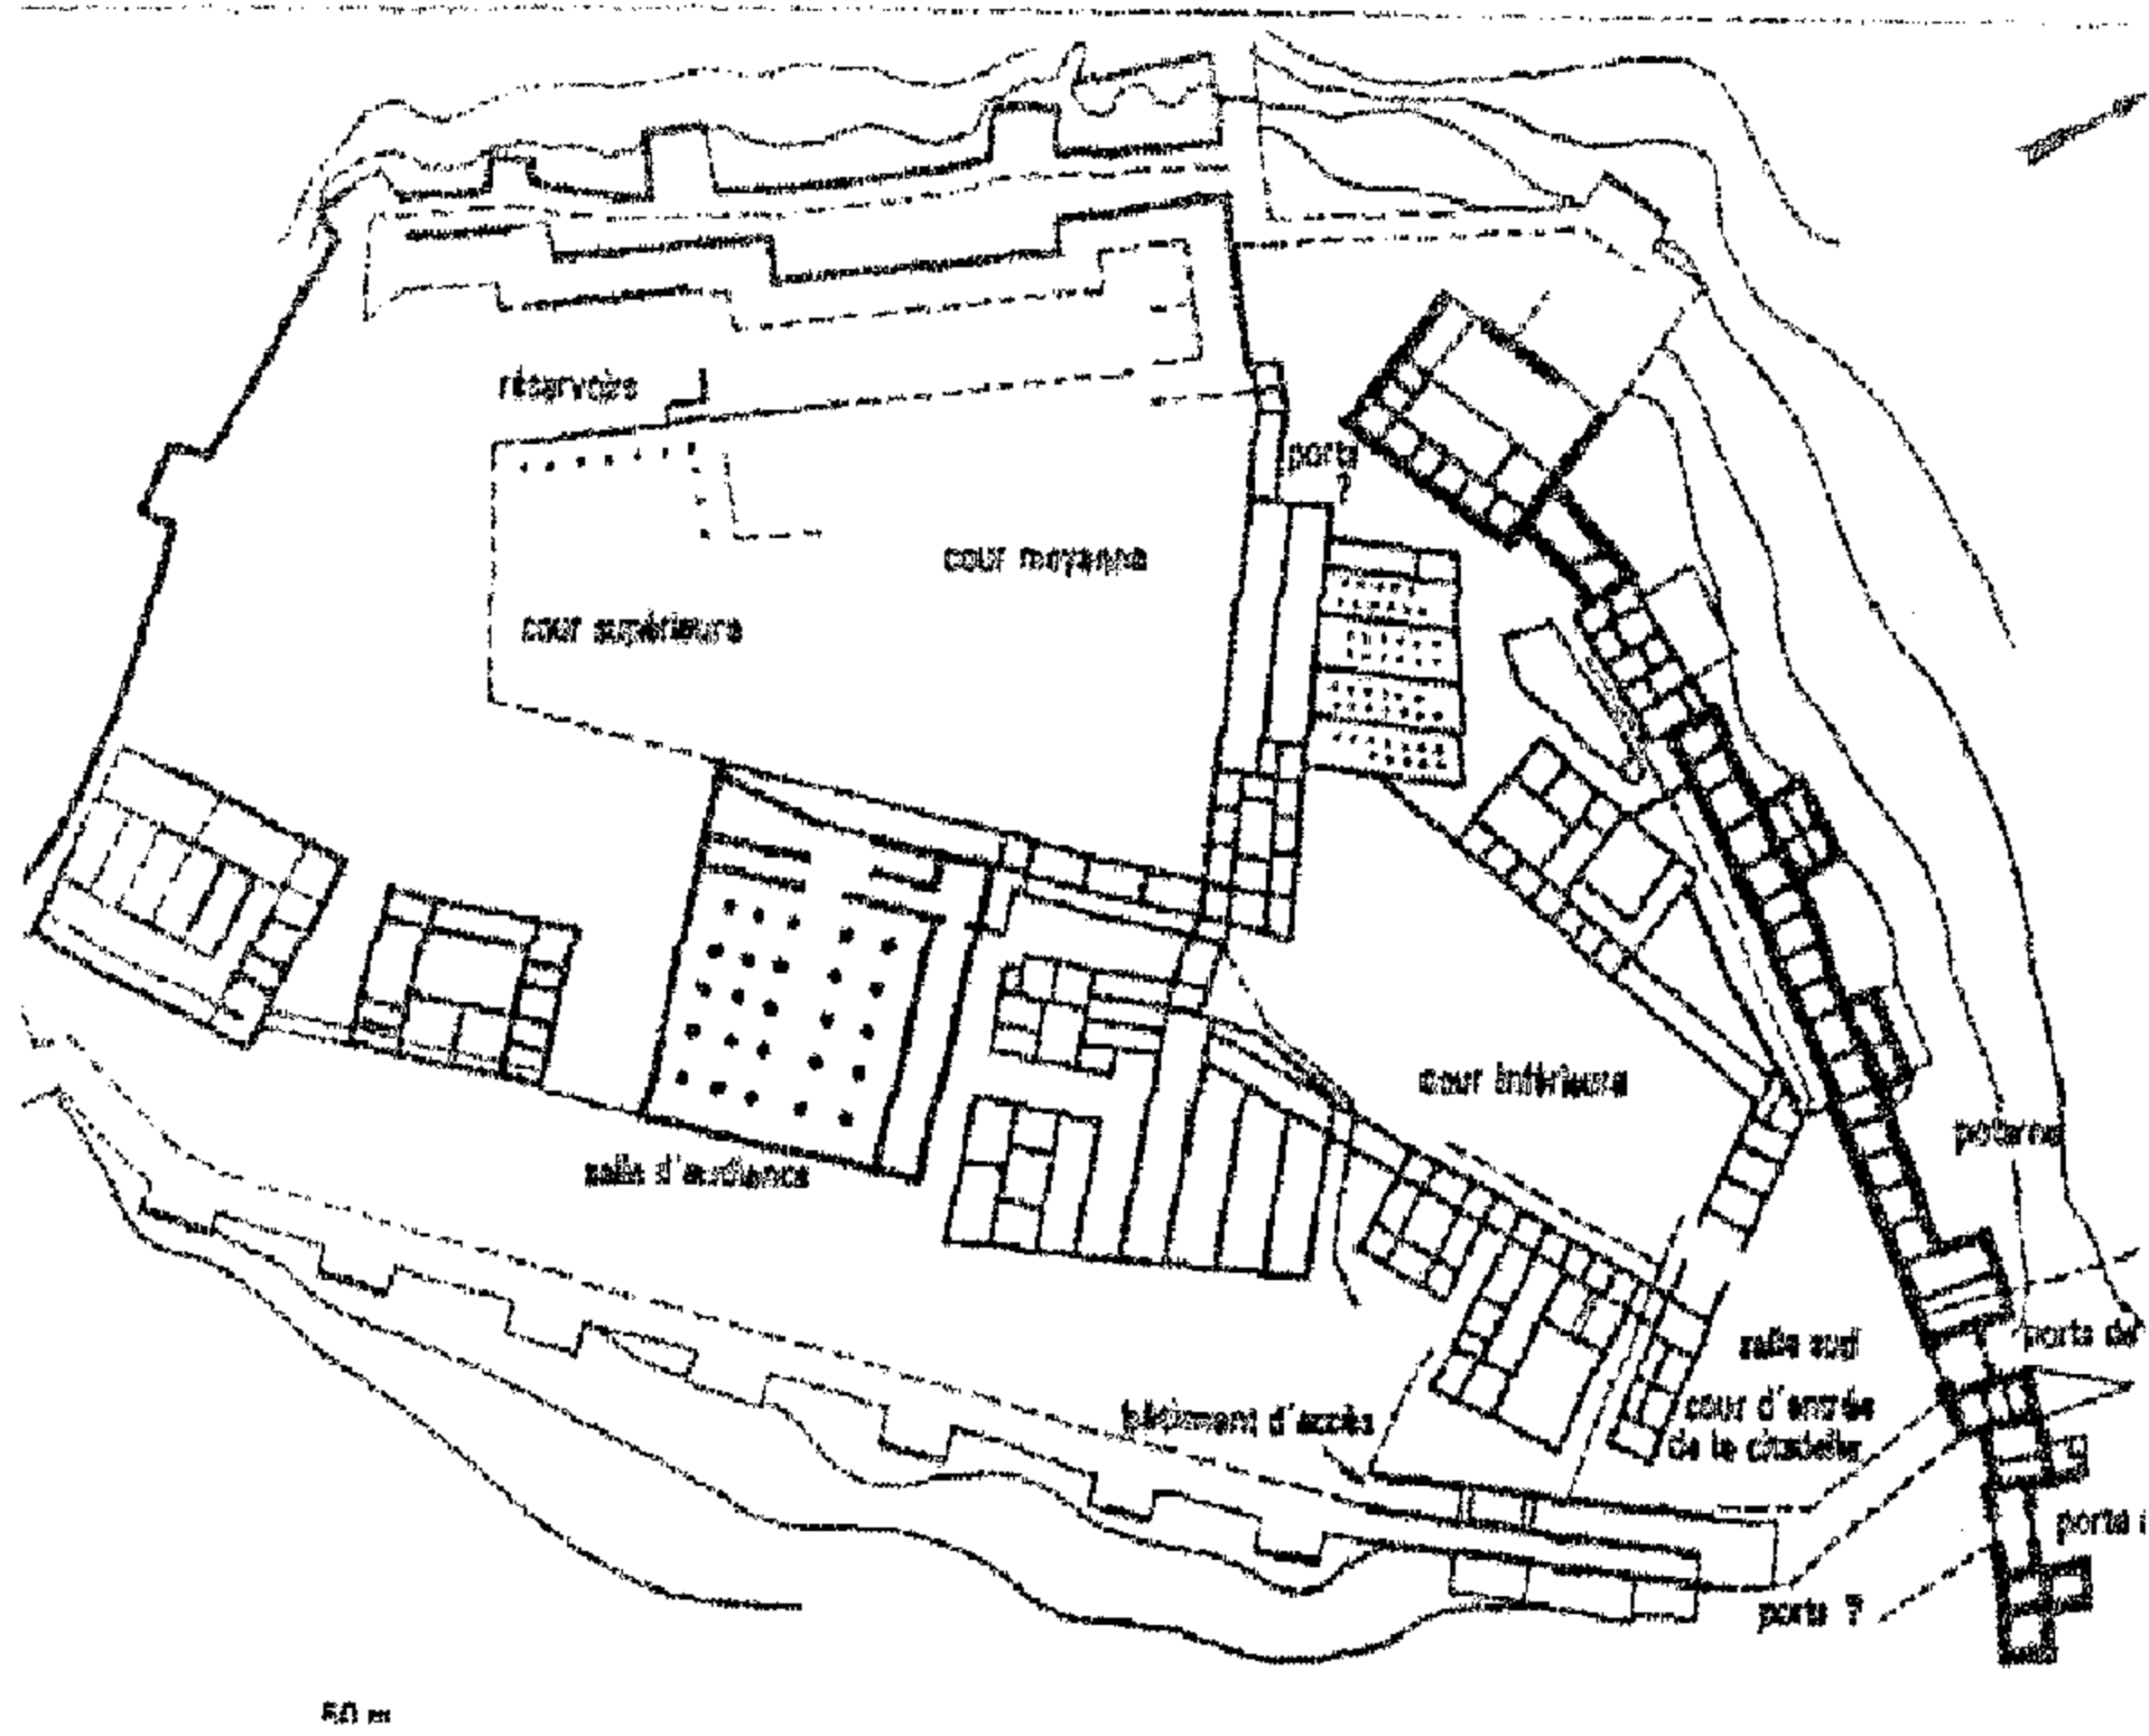 réservoirs
porte
cour moyenne
cour supérieure
cour inférieure
poterne
salle d'audience
porte de
salle sud
cour d'entrée
de la citadelle
bâtiment d'accès
porte
porte ?
50 m